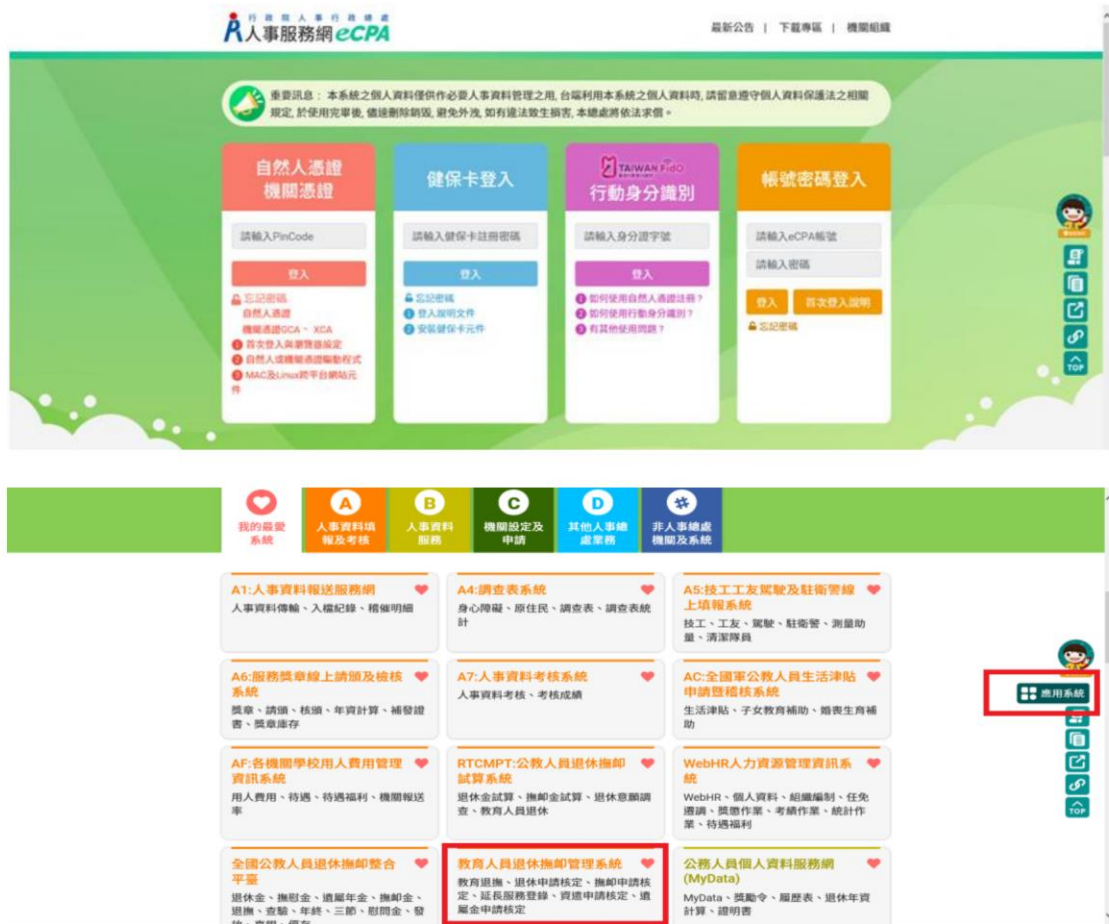 行政院人事行政總處
人事服務網 eCPA
最新公告 | 下載專區 | 機關組織
重要訊息：本系統之個人資料僅供作必要人事資料管理之用, 台端利用本系統之個人資料時, 請留意遵守個人資料保護法之相關
規定, 於使用完畢後, 儘速刪除銷毀, 避免外洩, 如有違法致生損害, 本總處將依法求償。
自然人憑證
機關憑證
請輸入PinCode
登入
忘記密碼
自然人憑證
機關憑證GCA、XCA
1 首次登入與瀏覽器設定
2 自然人或機關憑證驅動程式
3 MAC及Linux跨平台網站元
件
健保卡登入
請輸入健保卡註冊密碼
登入
忘記密碼
1 登入說明文件
2 安裝健保卡元件
TAIWAN FidO
行動身分識別
請輸入身分證字號
登入
1 如何使用自然人憑證註冊？
2 如何使用行動身分識別？
3 有其他使用問題？
帳號密碼登入
請輸入eCPA帳號
請輸入密碼
登入 首次登入說明
忘記密碼
TOP
我的最愛
系統
A
人事資料填
報及考核
B
人事資料
服務
C
機關設定及
申請
D
其他人事總
處業務
#
非人事總處
機關及系統
A1:人事資料報送服務網
人事資料傳輸、入檔紀錄、稽催明細
A4:調查表系統
身心障礙、原住民、調查表、調查表統
計
A5:技工工友駕駛及駐衛警線
上填報系統
技工、工友、駕駛、駐衛警、測量助
量、清潔隊員
A6:服務獎章線上請頒及檢核
系統
獎章、請頒、核頒、年資計算、補發證
書、獎章庫存
A7:人事資料考核系統
人事資料考核、考核成績
AC:全國軍公教人員生活津貼
申請暨稽核系統
生活津貼、子女教育補助、婚喪生育補
助
應用系統
AF:各機關學校用人費用管理
資訊系統
用人費用、待遇、待遇福利、機關報送
率
RTCMPT:公教人員退休撫卹
試算系統
退休金試算、撫卹金試算、退休意願調
查、教育人員退休
WebHR人力資源管理資訊系
統
WebHR、個人資料、組織編制、任免
遷調、獎懲作業、考績作業、統計作
業、待遇福利
TOP
全國公教人員退休撫卹整合
平臺
退休金、撫慰金、遺屬年金、撫卹金、
退撫、查驗、年終、三節、慰問金、發
教育人員退休撫卹管理系統
教育退撫、退休申請核定、撫卹申請核
定、延長服務登錄、資遣申請核定、遺
屬金申請核定
公務人員個人資料服務網
(MyData)
MyData、獎勵令、履歷表、退休年資
計算、證明書